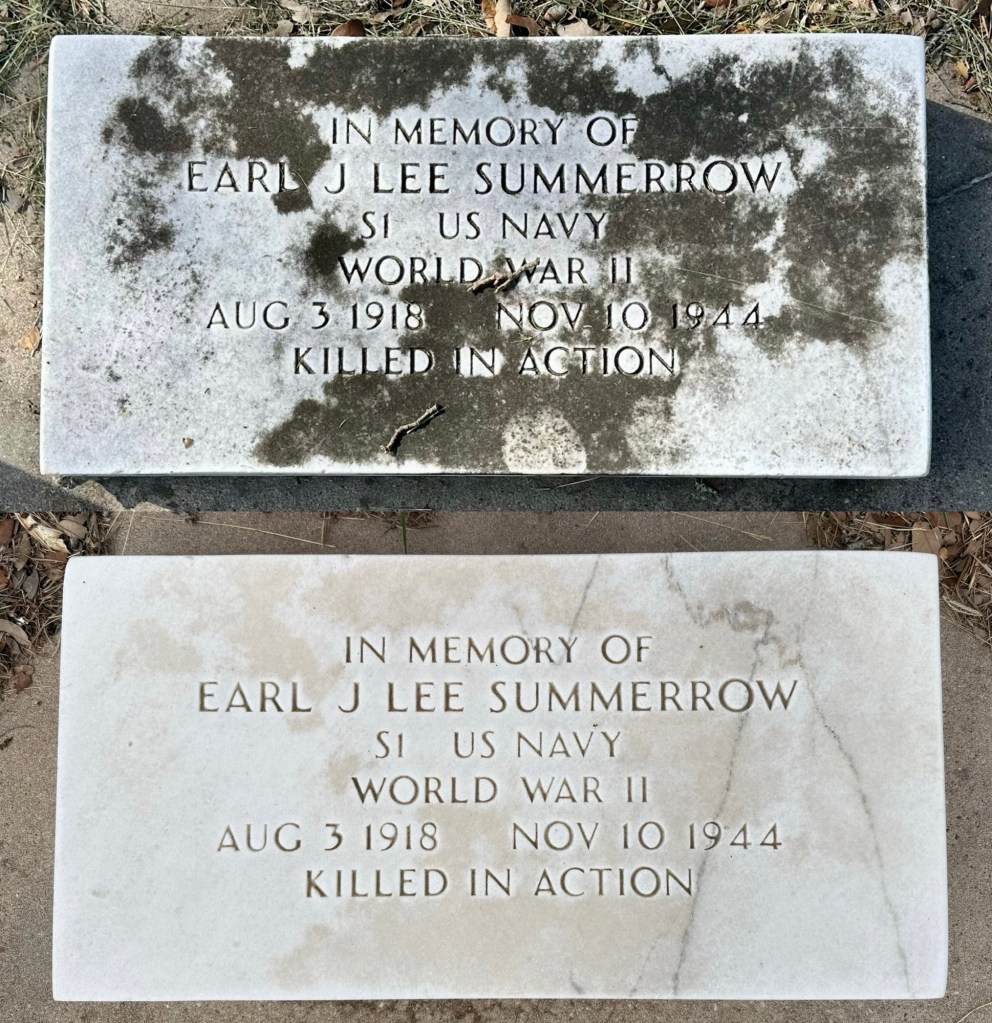 IN MEMORY OF
EARL J LEE SUMMERROW
S1 US NAVY
WORLD WAR II
AUG 3 1918 NOV 10 1944
KILLED IN ACTION
IN MEMORY OF
EARL J LEE SUMMERROW
S1 US NAVY
WORLD WAR II
AUG 3 1918 NOV 10 1944
KILLED IN ACTION